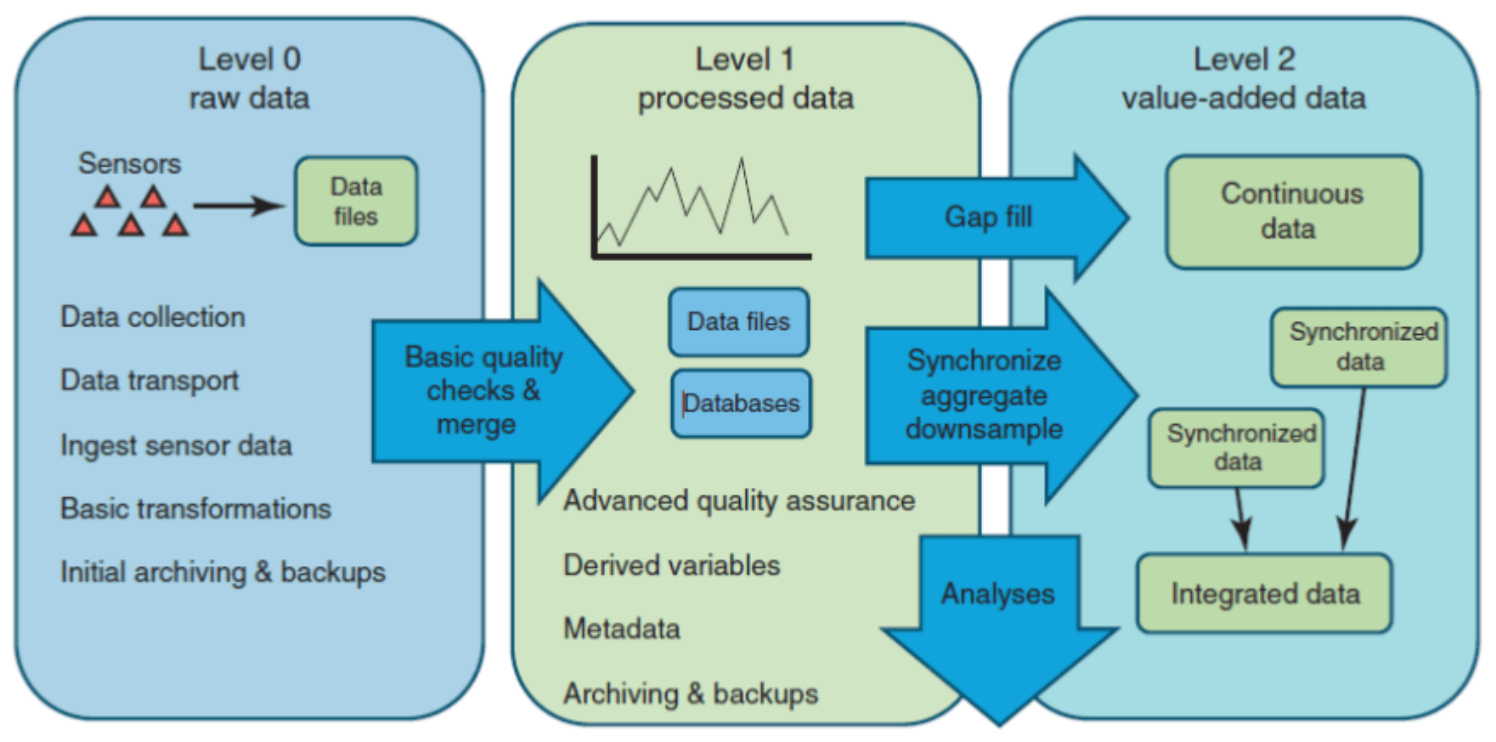 Level 0
raw data
Sensors
Data
files
Data collection
Data transport
Ingest sensor data
Basic transformations
Initial archiving & backups
Basic quality
checks &
merge
Level 1
processed data
Data files
Databases
Advanced quality assurance
Derived variables
Metadata
Archiving & backups
Gap fill
Synchronize
aggregate
downsample
Analyses
Level 2
value-added data
Continuous
data
Synchronized
data
Synchronized
data
Integrated data